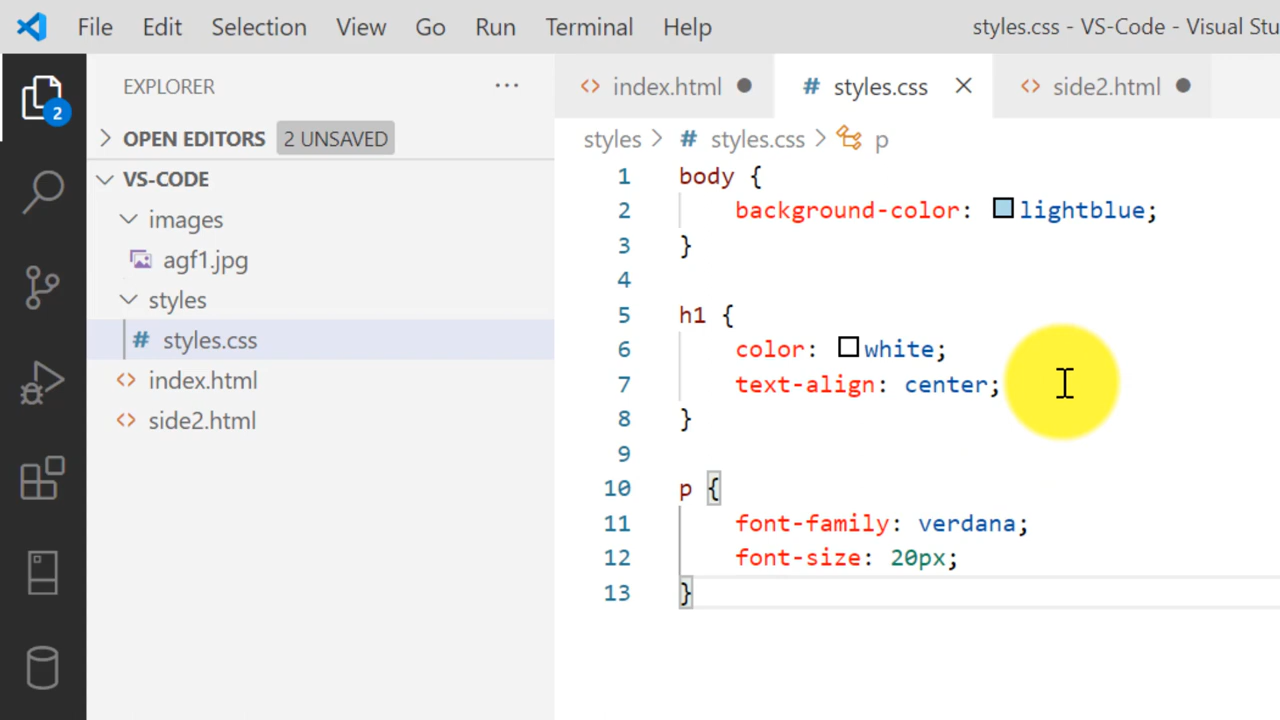 File Edit Selection View Go Run Terminal Help styles.css - VS-Code - Visual Stu
EXPLORER ...
OPEN EDITORS 2 UNSAVED
VS-CODE
images
agf1.jpg
styles
# styles.css
<> index.html
<> side2.html
2
<> index.html ● # styles.css × <> side2.html ●
styles > # styles.css > p
1 body {
2 background-color: lightblue;
3 }
4
5 h1 {
6 color: white;
7 text-align: center;
8 }
9
10 p {
11 font-family: verdana;
12 font-size: 20px;
13 }